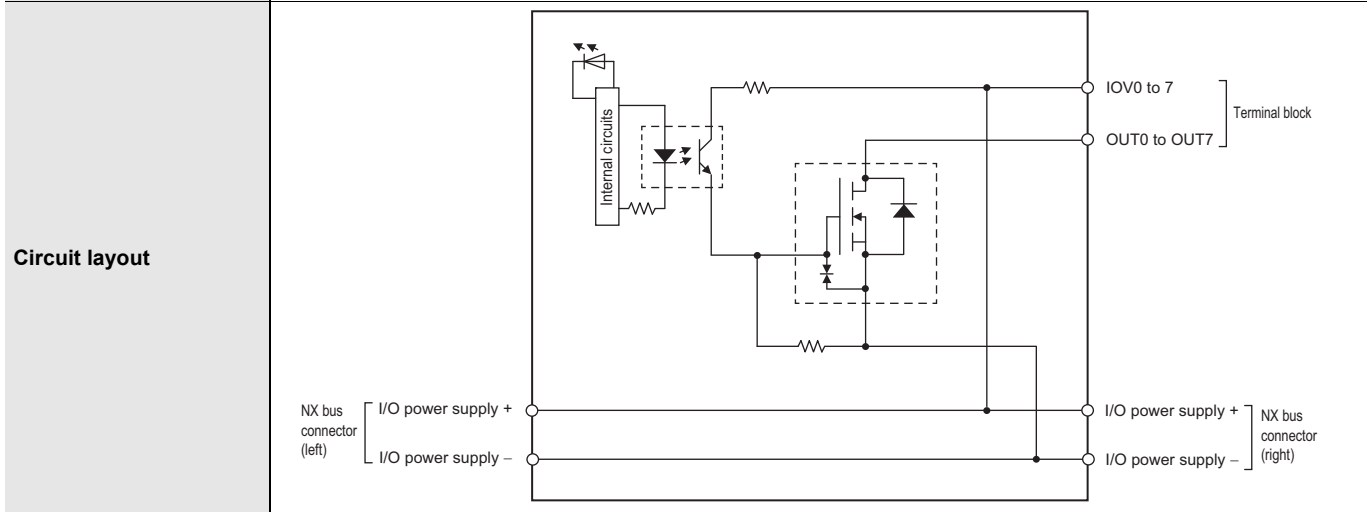 Circuit layout
Internal circuits
IOV0 to 7
OUT0 to OUT7
Terminal block
NX bus
connector
(left)
I/O power supply +
I/O power supply −
I/O power supply +
I/O power supply −
NX bus
connector
(right)